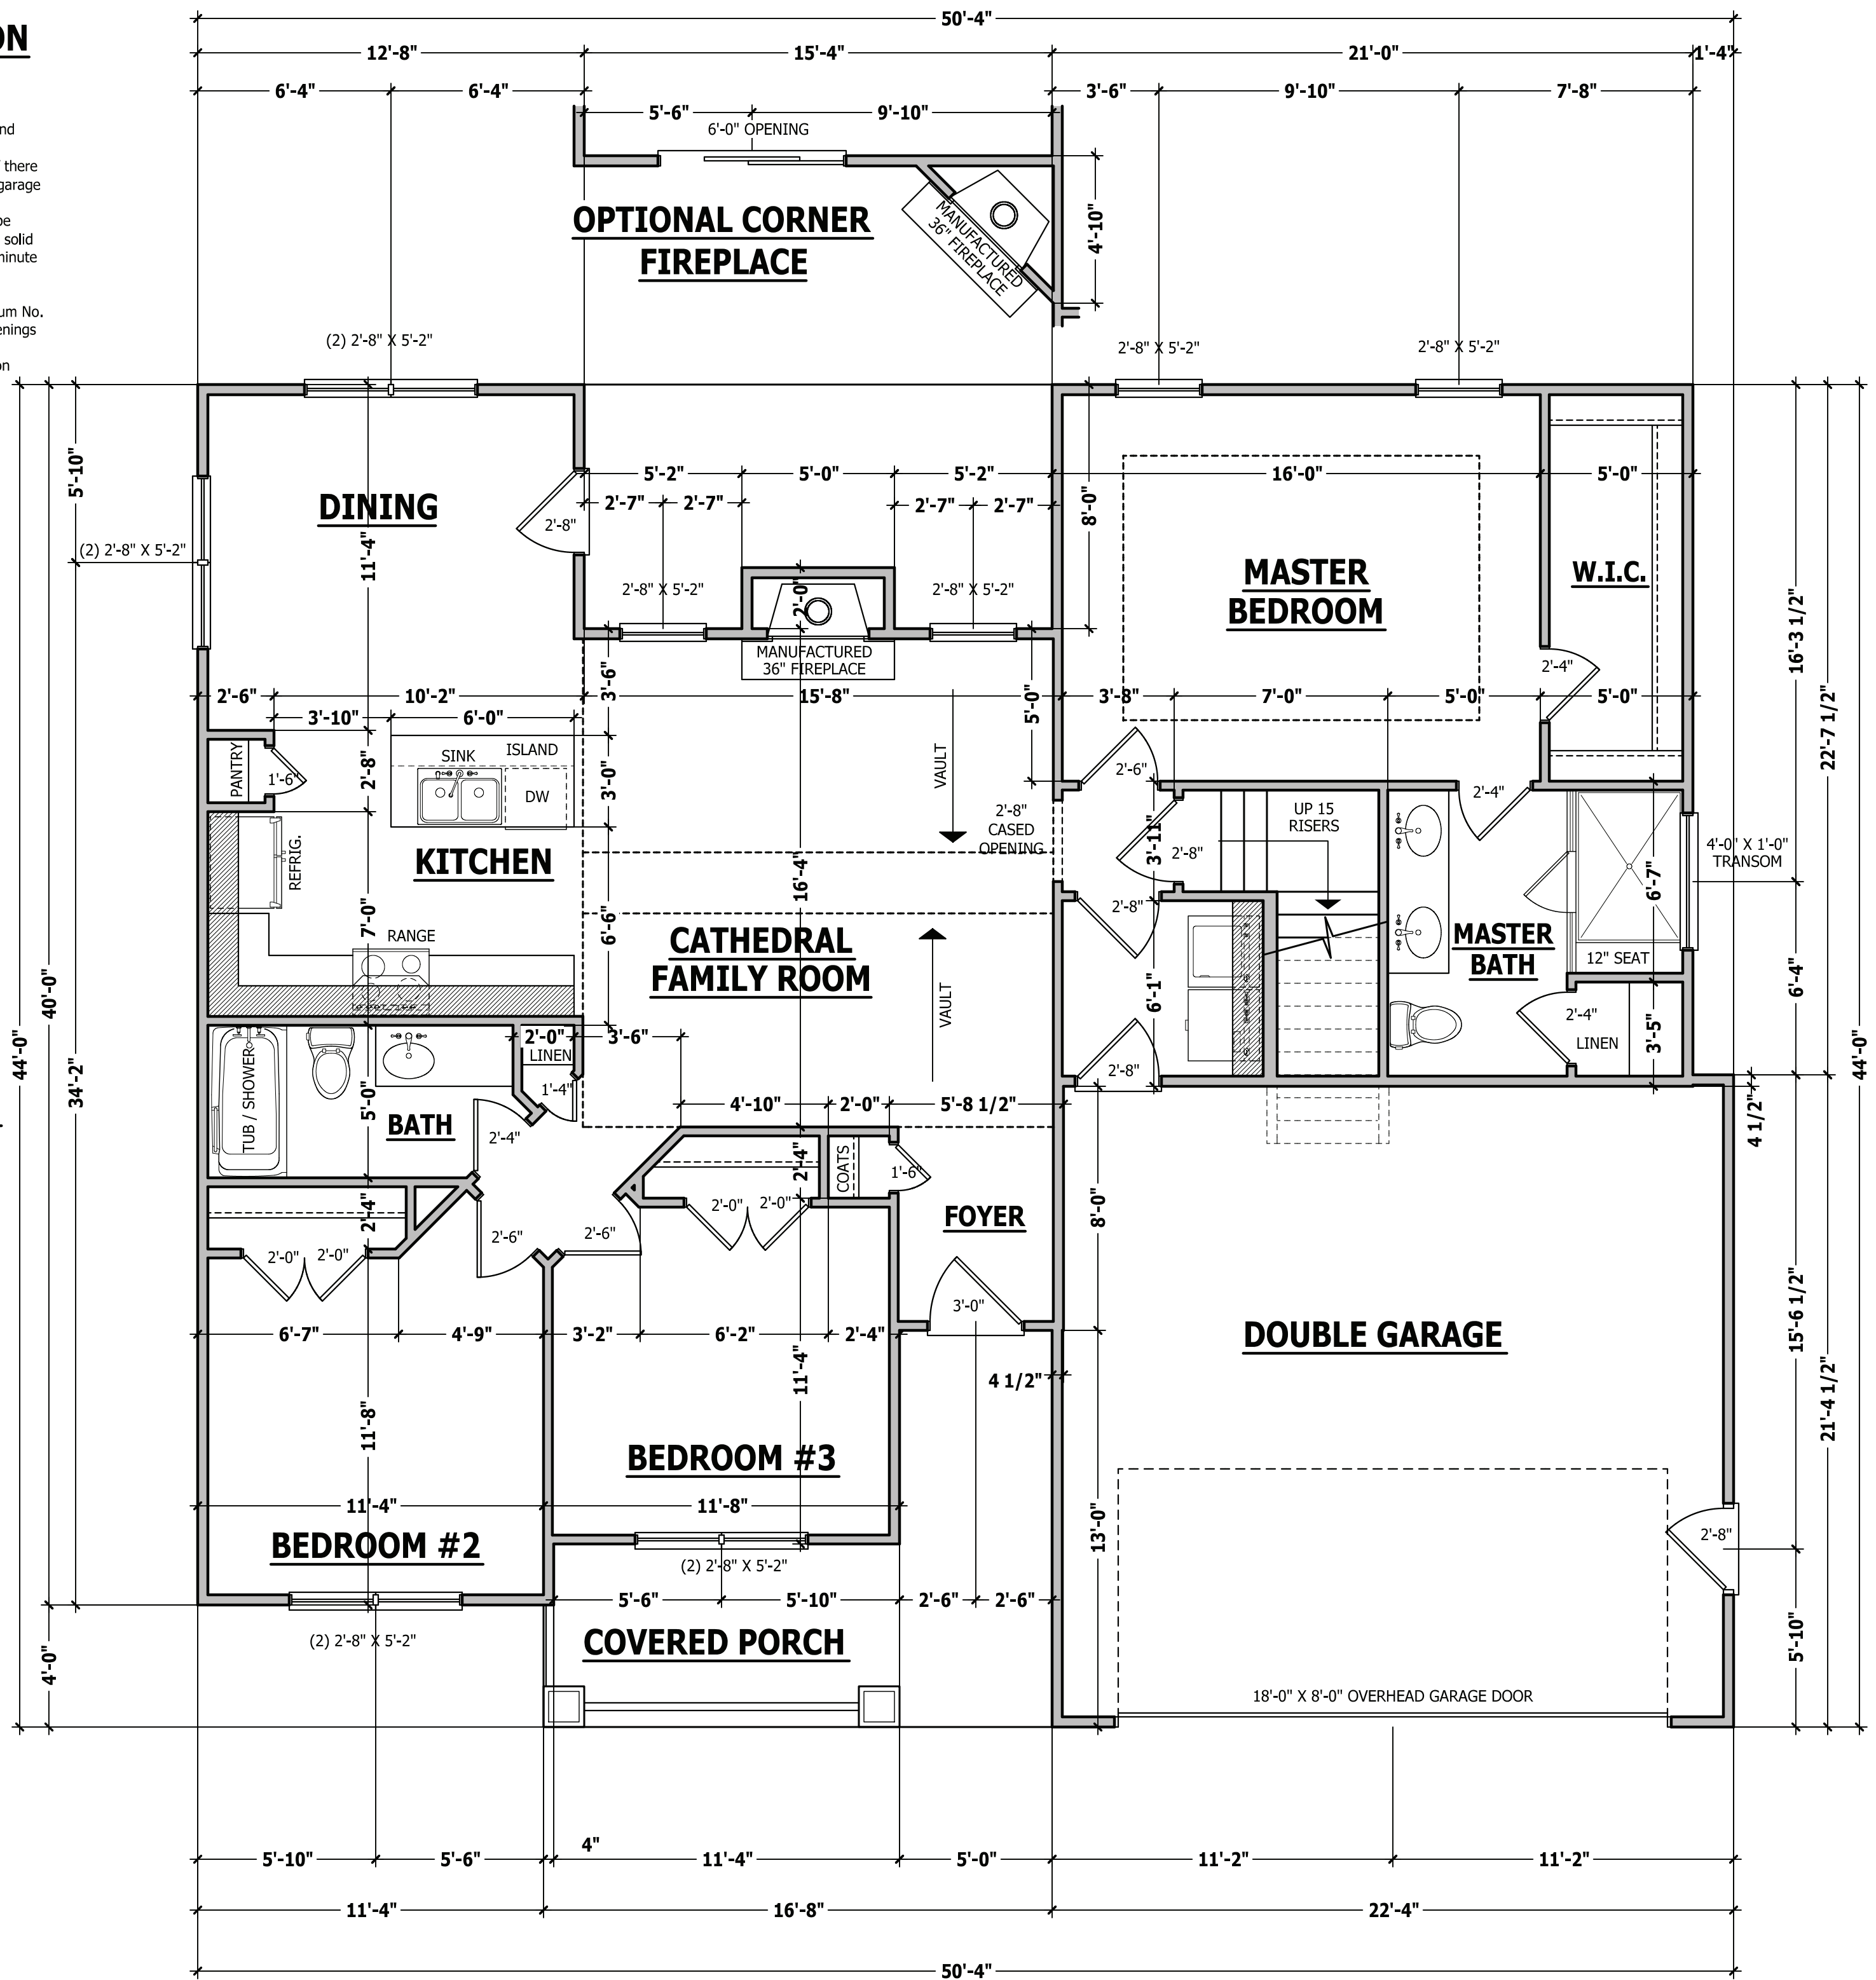 ON
nd
there
garage
be
solid
minute
um No.
enings
on
50'-4"
12'-8" 15'-4" 21'-0" 1'-4"
6'-4" 6'-4" 3'-6" 9'-10" 7'-8"
5'-6" 9'-10"
6'-0" OPENING
OPTIONAL CORNER
FIREPLACE
MANUFACTURED
36" FIREPLACE
4'-10"
(2) 2'-8" X 5'-2"
2'-8" X 5'-2"
2'-8" X 5'-2"
5'-10"
(2) 2'-8" X 5'-2"
DINING
11'-4"
2'-8"
5'-2" 5'-0" 5'-2"
2'-7" 2'-7" 2'-7" 2'-7"
8'-0"
16'-0" 5'-0"
2'-8" X 5'-2"
2'-0"
2'-8" X 5'-2"
MANUFACTURED
36" FIREPLACE
MASTER
BEDROOM
W.I.C.
2'-4"
16'-3 1/2"
22'-7 1/2"
2'-6" 10'-2" 15'-8" 3'-8" 7'-0" 5'-0" 5'-0"
3'-10" 6'-0"
3'-6"
5'-0"
PANTRY
1'-6"
2'-8"
SINK
ISLAND
DW
3'-0"
VAULT
2'-8"
CASED
OPENING
2'-6"
3'-11"
2'-8"
UP 15
RISERS
2'-4"
4'-0" X 1'-0"
TRANSOM
6'-7"
REFRIG.
KITCHEN
7'-0"
RANGE
6'-6"
16'-4"
CATHEDRAL
FAMILY ROOM
VAULT
2'-8"
6'-1"
2'-8"
MASTER
BATH
12" SEAT
2'-4"
LINEN
3'-5"
6'-4"
44'-0"
40'-0"
34'-2"
44'-0"
2'-0"
LINEN
3'-6"
1'-4"
TUB / SHOWER
5'-0"
BATH
2'-4"
4'-10" 2'-0" 5'-8 1/2"
4 1/2"
2'-4"
COATS
1'-6"
2'-4"
2'-0" 2'-0"
2'-6"
2'-6"
2'-0" 2'-0"
FOYER
8'-0"
3'-0"
6'-7" 4'-9" 3'-2" 6'-2" 2'-4"
4 1/2"
DOUBLE GARAGE
15'-6 1/2"
21'-4 1/2"
11'-8"
11'-4"
BEDROOM #3
11'-4" 11'-8"
BEDROOM #2
13'-0"
2'-8"
(2) 2'-8" X 5'-2"
5'-6" 5'-10" 2'-6" 2'-6"
5'-10"
(2) 2'-8" X 5'-2"
COVERED PORCH
4'-0"
18'-0" X 8'-0" OVERHEAD GARAGE DOOR
4"
5'-10" 5'-6" 11'-4" 5'-0" 11'-2" 11'-2"
11'-4" 16'-8" 22'-4"
50'-4"